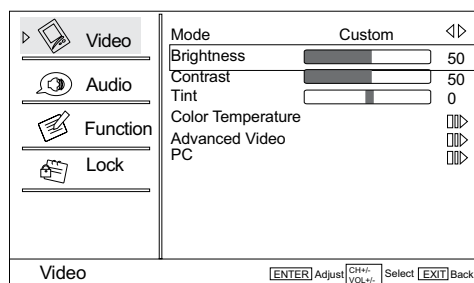 Video
Audio
Function
Lock
Mode Custom
Brightness 50
Contrast 50
Tint 0
Color Temperature
Advanced Video
PC
Video
ENTER Adjust CH+/- VOL+/- Select EXIT Back